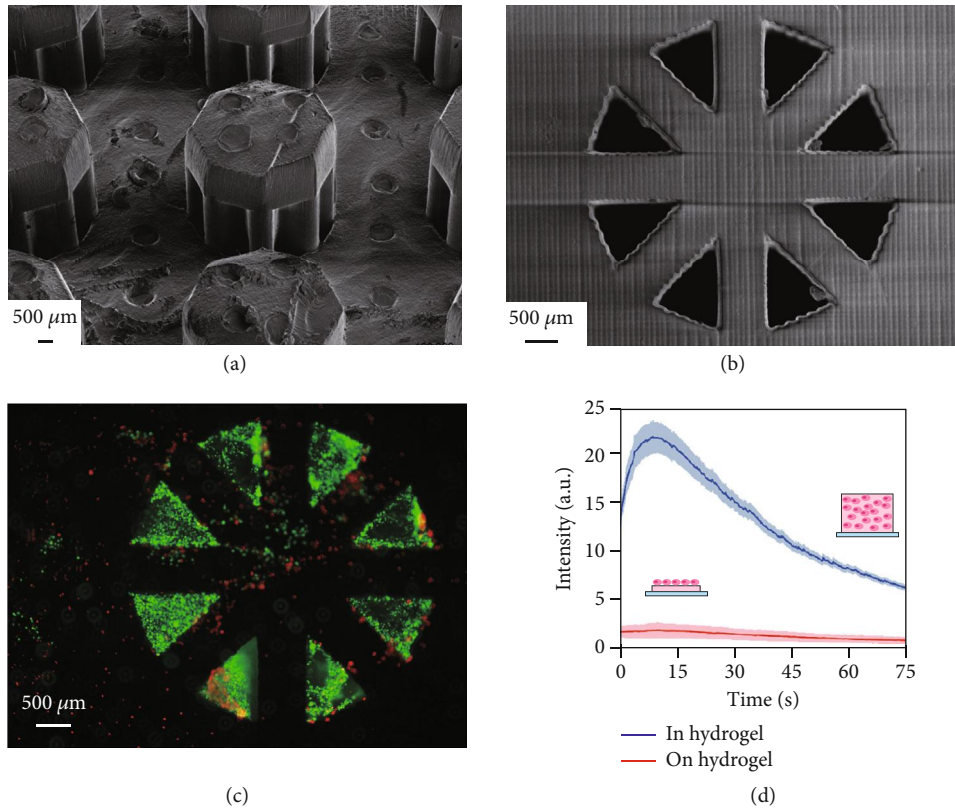 500 µm
(a)
500 µm
(b)
500 µm
(c)
25
20
15
10
5
0
Intensity (a.u.)
0 15 30 45 60 75
Time (s)
In hydrogel
On hydrogel
(d)